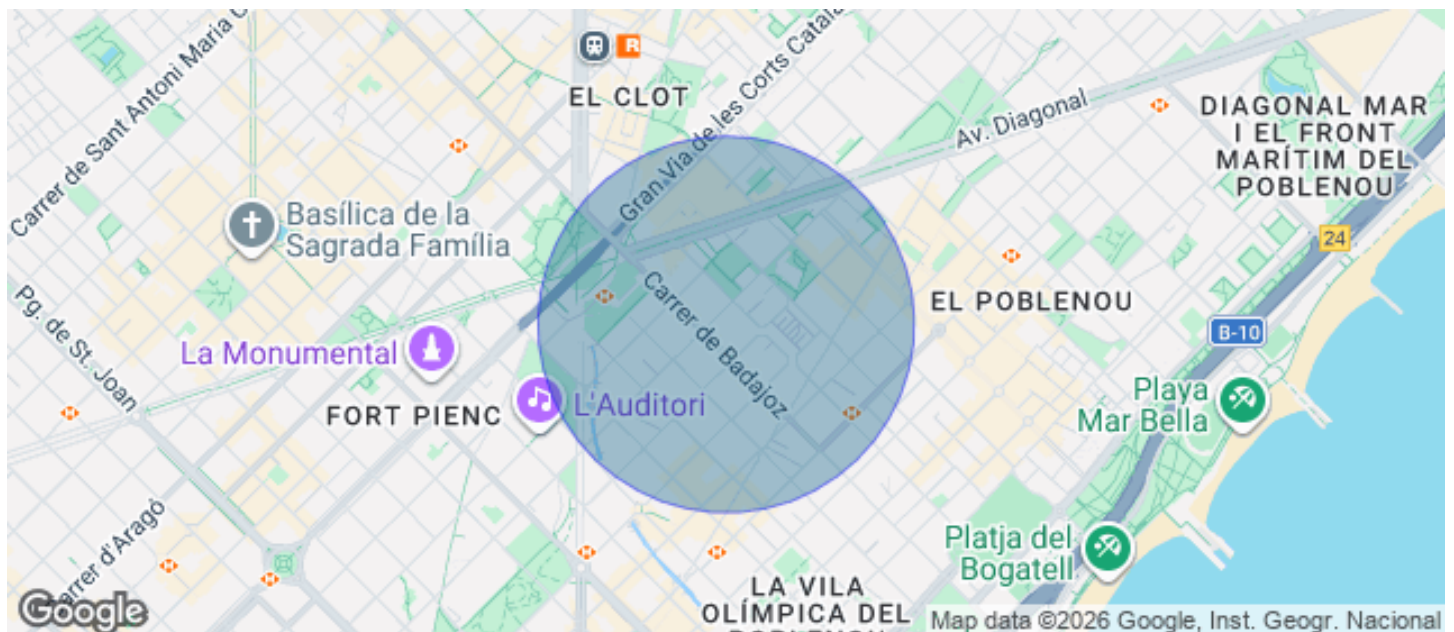 Carrer de Sant Antoni Maria C
R
EL CLOT
Gran Via de les Corts Catala
Av. Diagonal
DIAGONAL MAR
I EL FRONT
MARÍTIM DEL
POBLENOU
Basílica de la
Sagrada Família
24
Pg. de St. Joan
Carrer de Badajoz
EL POBLENOU
B-10
La Monumental
L'Auditori
FORT PIENC
Playa
Mar Bella
Carrer d'Aragó
Platja del
Bogatell
LA VILA
OLÍMPICA DEL
POBLENOU
Google
Map data ©2026 Google, Inst. Geogr. Nacional